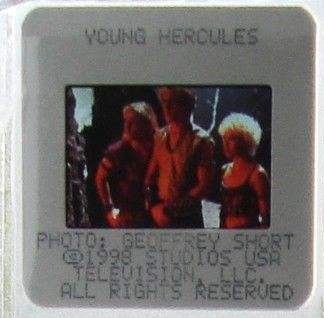 YOUNG HERCULES
PHOTO: GEOFFREY SHORT
©1998 STUDIOS USA
TELEVISION, LLC.
ALL RIGHTS RESERVED